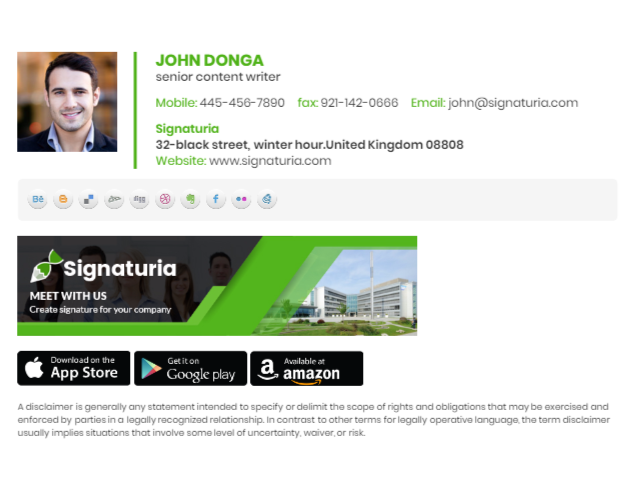 JOHN DONGA
senior content writer
Mobile: 445-456-7890 fax: 921-142-0666 Email: john@signaturia.com
Signaturia
32-black street, winter hour.United Kingdom 08808
Website: www.signaturia.com
Bē
f
Signaturia
MEET WITH US
Create signature for your company
Download on the
App Store
Get it on
Google play
Available at
amazon
A disclaimer is generally any statement intended to specify or delimit the scope of rights and obligations that may be exercised and
enforced by parties in a legally recognized relationship. In contrast to other terms for legally operative language, the term disclaimer
usually implies situations that involve some level of uncertainty, waiver, or risk.